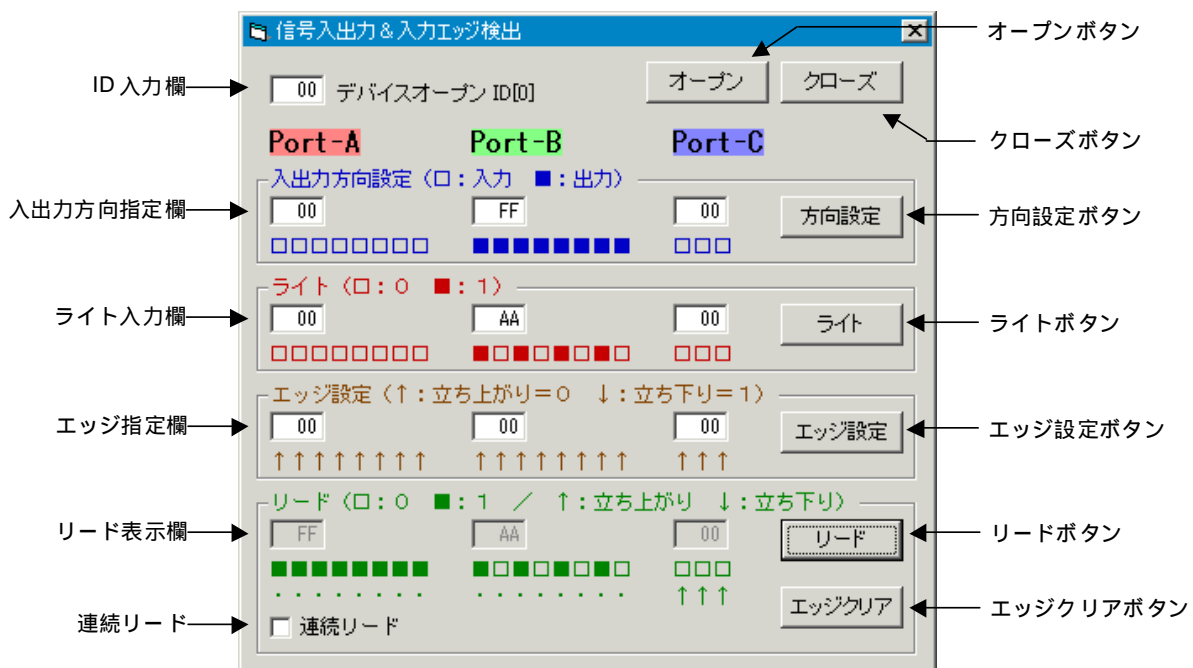 信号入出力＆入力エッジ検出
オープンボタン
ID入力欄
00 デバイスオープン ID[0]
オープン
クローズ
クローズボタン
Port-A Port-B Port-C
入出力方向設定（□：入力 ■：出力）
入出力方向指定欄
00 FF 00
方向設定
方向設定ボタン
□□□□□□□□ ■■■■■■■■ □□□
ライト（□：０ ■：１）
ライト入力欄
00 AA 00
ライト
ライトボタン
□□□□□□□□ ■□■□■□■□ □□□
エッジ設定（↑：立ち上がり＝０ ↓：立ち下り＝１）
エッジ指定欄
00 00 00
エッジ設定
エッジ設定ボタン
↑↑↑↑↑↑↑↑ ↑↑↑↑↑↑↑↑ ↑↑↑
リード（□：０ ■：１ ／ ↑：立ち上がり ↓：立ち下り）
リード表示欄
FF AA 00
リード
リードボタン
■■■■■■■■ ■□■□■□■□ □□□
・・・・・・・・ ・・・・・・・・ ↑↑↑
エッジクリア
エッジクリアボタン
連続リード
連続リード